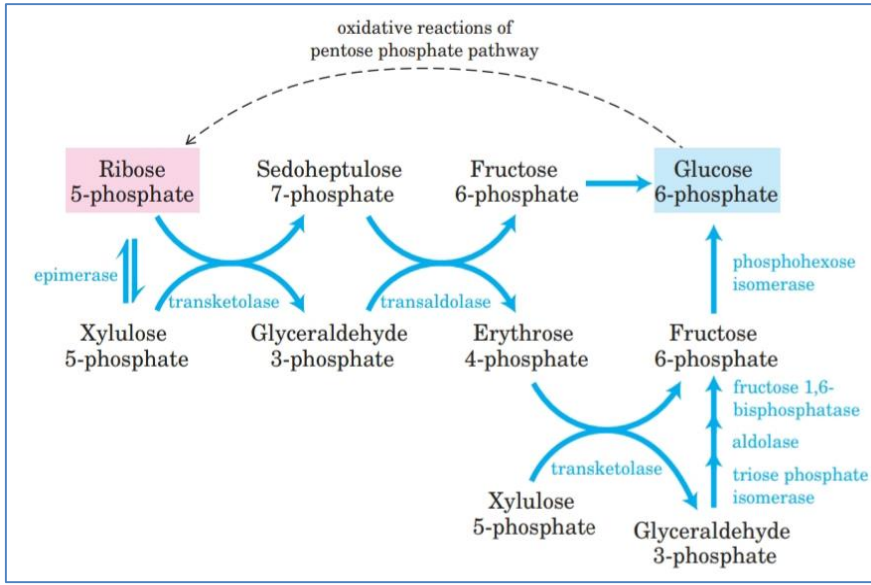 oxidative reactions of
pentose phosphate pathway
Ribose
5-phosphate
Sedoheptulose
7-phosphate
Fructose
6-phosphate
Glucose
6-phosphate
epimerase
transketolase
transaldolase
phosphohexose
isomerase
Xylulose
5-phosphate
Glyceraldehyde
3-phosphate
Erythrose
4-phosphate
Fructose
6-phosphate
fructose 1,6-
bisphosphatase
aldolase
triose phosphate
isomerase
transketolase
Xylulose
5-phosphate
Glyceraldehyde
3-phosphate